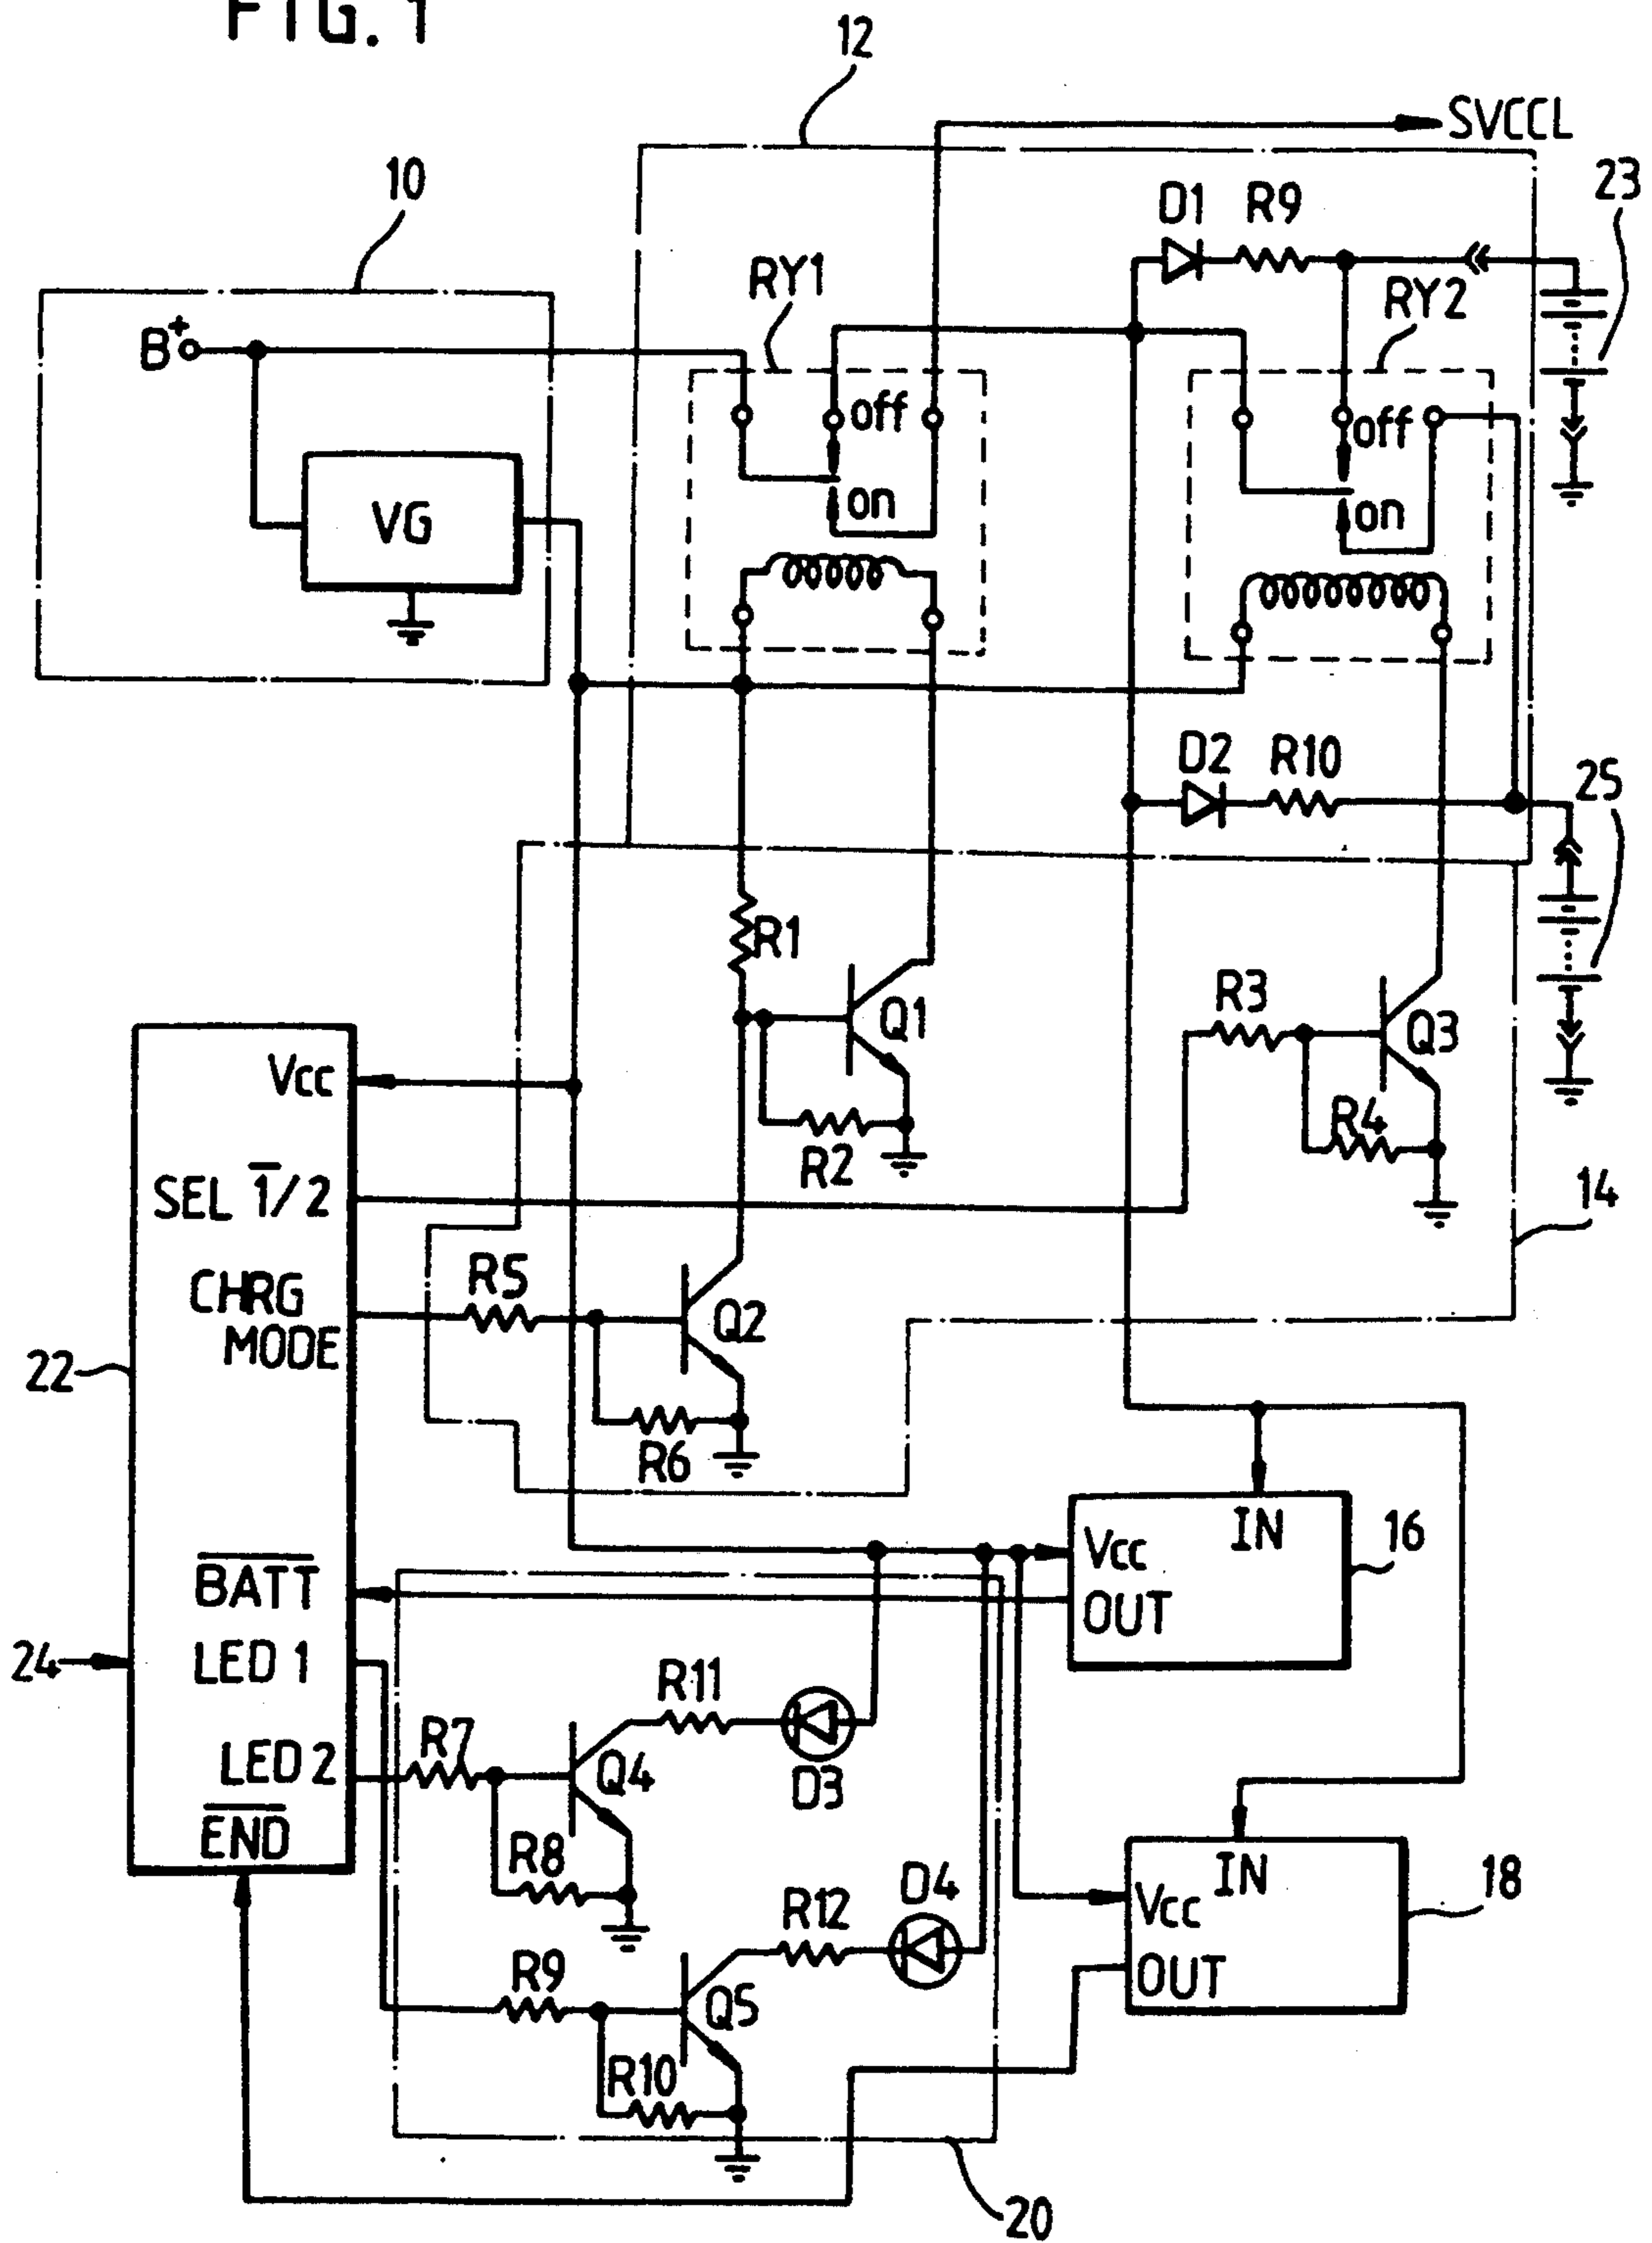 FIG. 1
12
SVCCL
10
23
D1 R9
RY1
RY2
B+
off
off
on
on
VG
D2 R10
25
R1
Q1
R3
Q3
Vcc
R2
R4
SEL 1̅/2
14
R5
CHRG
MODE
Q2
22
R6
IN
16
Vcc
B̅A̅T̅T̅
OUT
24
LED 1
R11
R7
LED 2
Q4
D3
E̅N̅D̅
R8
D4
IN
18
R12
Vcc
R9
OUT
Q5
R10
20